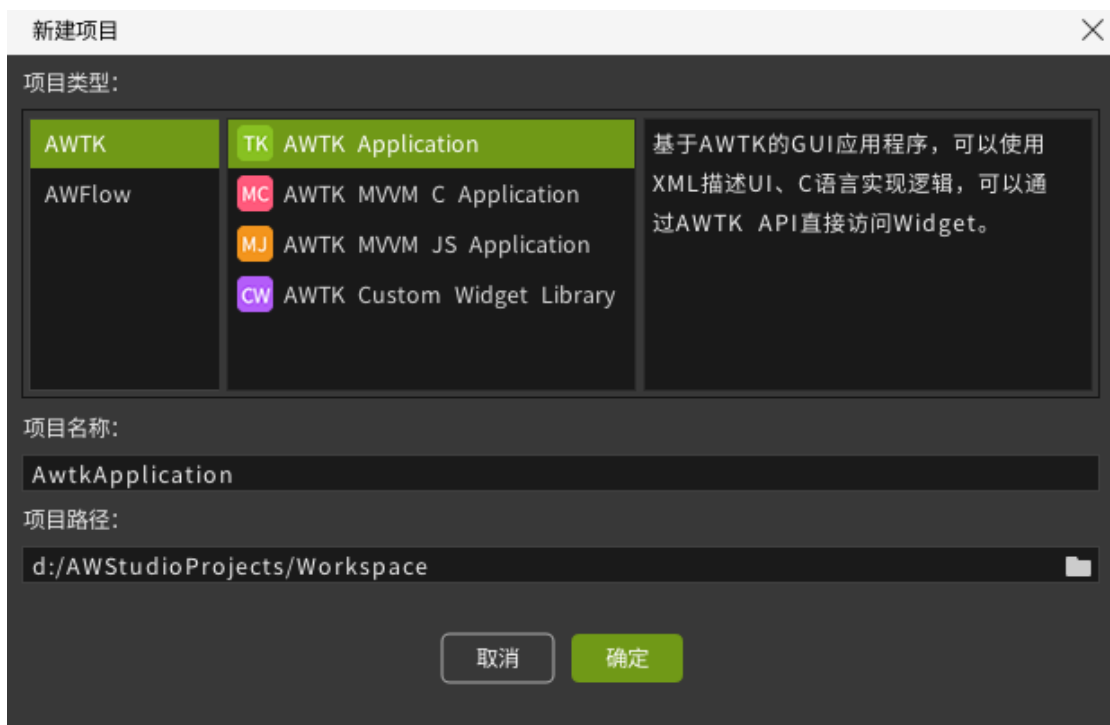 新建项目
项目类型：
AWTK
AWFlow
TK AWTK Application
MC AWTK MVVM C Application
MJ AWTK MVVM JS Application
CW AWTK Custom Widget Library
基于AWTK的GUI应用程序，可以使用
XML描述UI、C语言实现逻辑，可以通
过AWTK API直接访问Widget。
项目名称：
AwtkApplication
项目路径：
d:/AWStudioProjects/Workspace
取消
确定